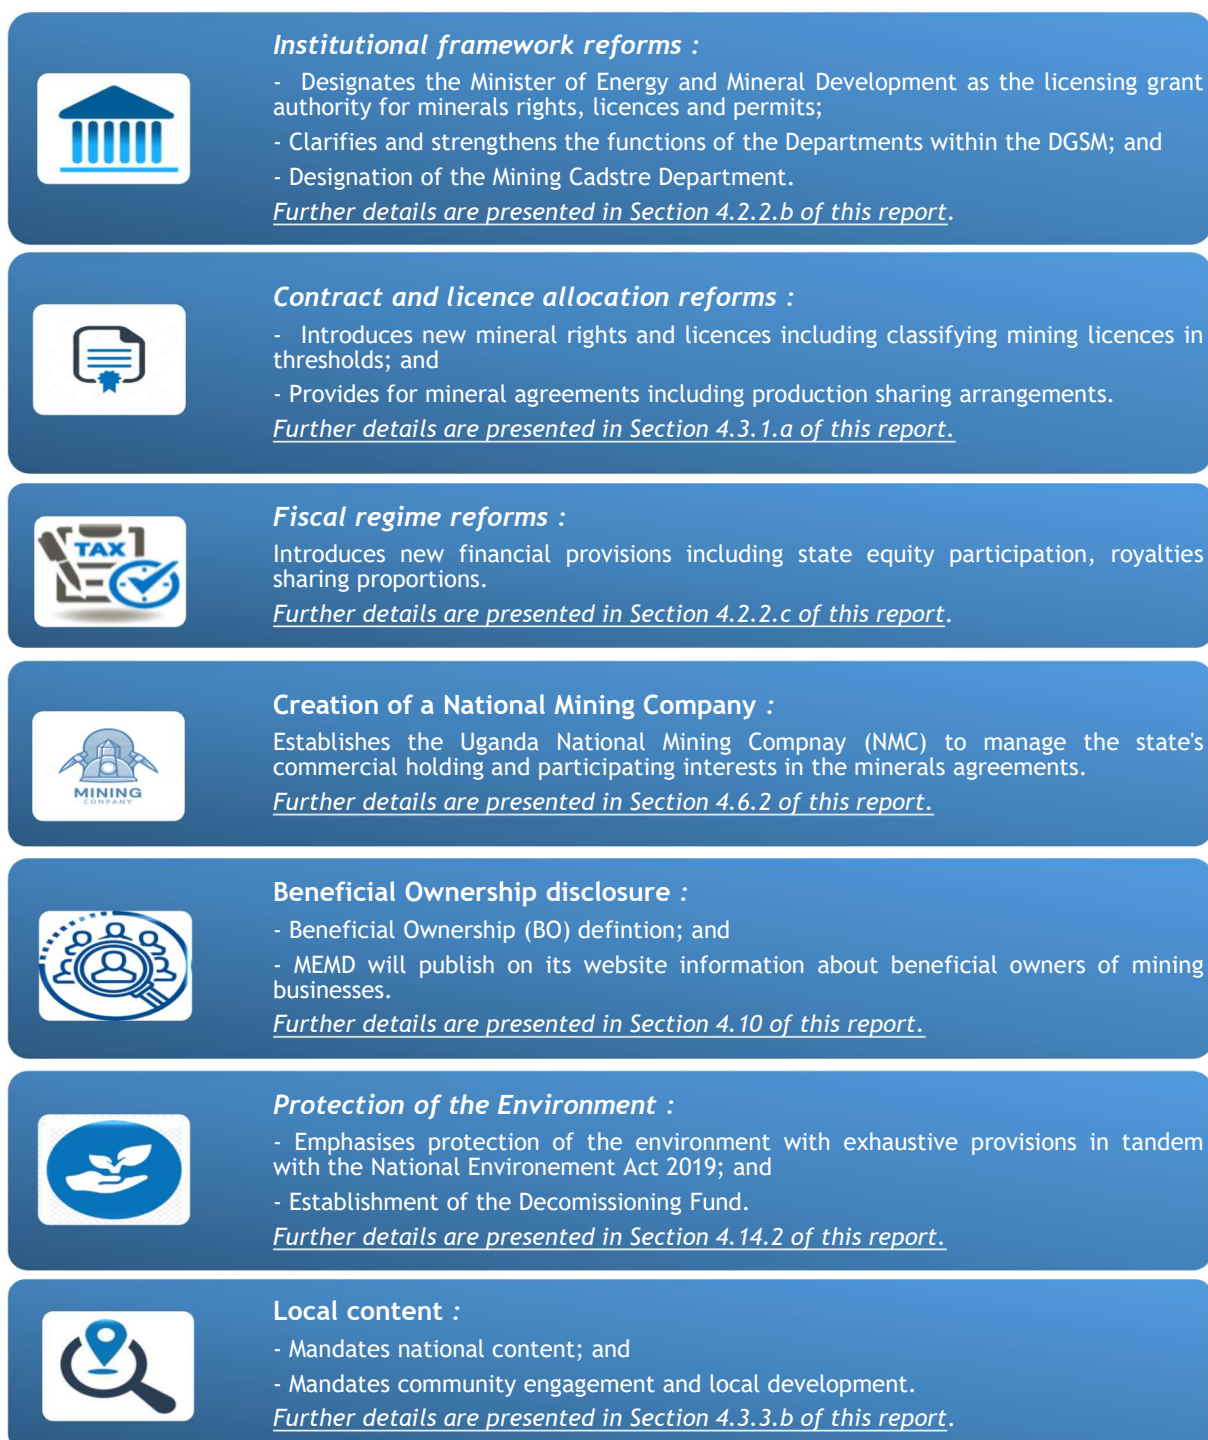 Institutional framework reforms :
- Designates the Minister of Energy and Mineral Development as the licensing grant
authority for minerals rights, licences and permits;
- Clarifies and strengthens the functions of the Departments within the DGSM; and
- Designation of the Mining Cadstre Department.
Further details are presented in Section 4.2.2.b of this report.
Contract and licence allocation reforms :
- Introduces new mineral rights and licences including classifying mining licences in
thresholds; and
- Provides for mineral agreements including production sharing arrangements.
Further details are presented in Section 4.3.1.a of this report.
TAX
Fiscal regime reforms :
Introduces new financial provisions including state equity participation, royalties
sharing proportions.
Further details are presented in Section 4.2.2.c of this report.
MINING
COMPANY
Creation of a National Mining Company :
Establishes the Uganda National Mining Compnay (NMC) to manage the state's
commercial holding and participating interests in the minerals agreements.
Further details are presented in Section 4.6.2 of this report.
Beneficial Ownership disclosure :
- Beneficial Ownership (BO) defintion; and
- MEMD will publish on its website information about beneficial owners of mining
businesses.
Further details are presented in Section 4.10 of this report.
Protection of the Environment :
- Emphasises protection of the environment with exhaustive provisions in tandem
with the National Environement Act 2019; and
- Establishment of the Decomissioning Fund.
Further details are presented in Section 4.14.2 of this report.
Local content :
- Mandates national content; and
- Mandates community engagement and local development.
Further details are presented in Section 4.3.3.b of this report.